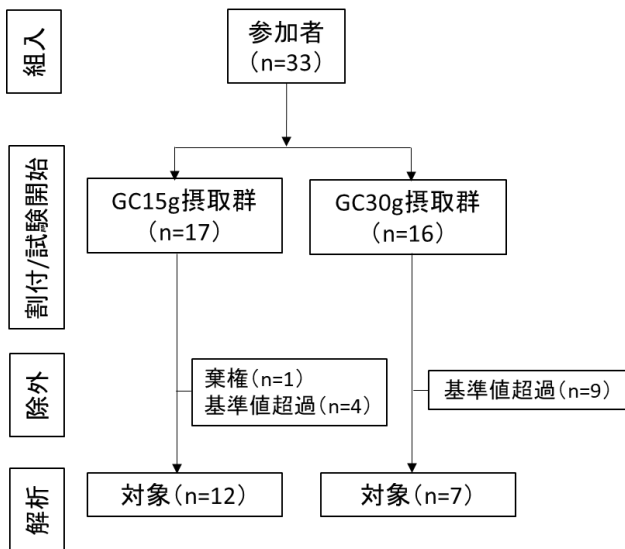 組入
参加者
（n=33）
割付/試験開始
GC15g摂取群
（n=17）
GC30g摂取群
（n=16）
除外
棄権（n=1）
基準値超過（n=4）
基準値超過（n=9）
解析
対象（n=12）
対象（n=7）